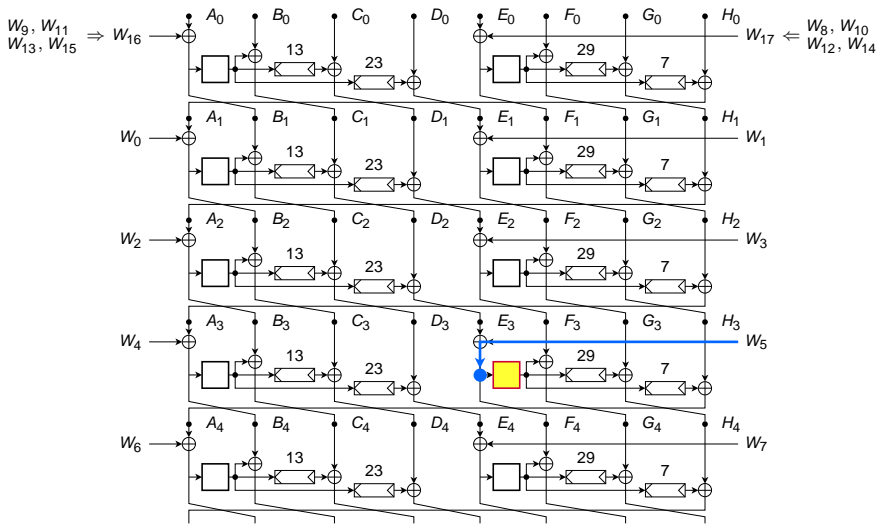 A0 B0 C0 D0 E0 F0 G0 H0
W9, W11
W13, W15 ⇒ W16
W17 ⇐ W8, W10
W12, W14
13 23 29 7
A1 B1 C1 D1 E1 F1 G1 H1
W0 W1
13 23 29 7
A2 B2 C2 D2 E2 F2 G2 H2
W2 W3
13 23 29 7
A3 B3 C3 D3 E3 F3 G3 H3
W4 W5
13 23 29 7
A4 B4 C4 D4 E4 F4 G4 H4
W6 W7
13 23 29 7